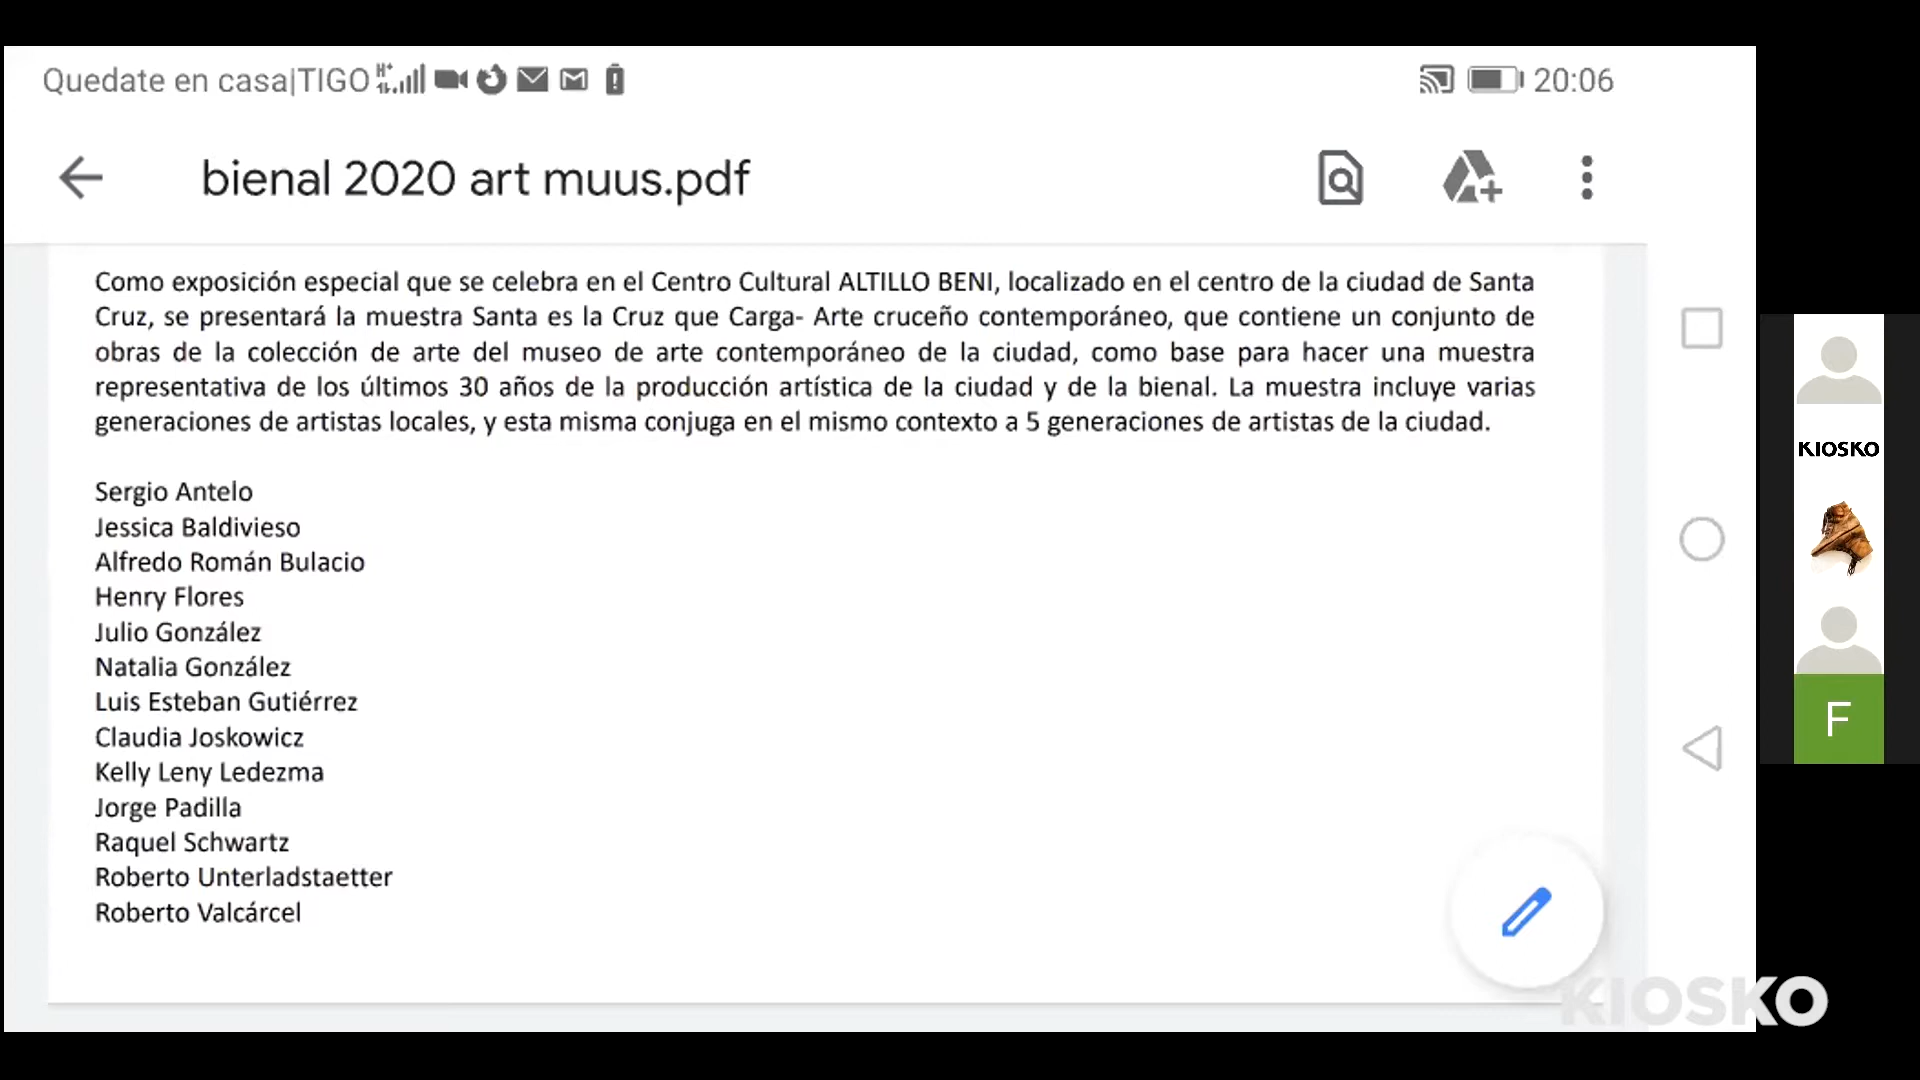 Quedate en casa|TIGO H+ 20:06
bienal 2020 art muus.pdf
Como exposición especial que se celebra en el Centro Cultural ALTILLO BENI, localizado en el centro de la ciudad de Santa
Cruz, se presentará la muestra Santa es la Cruz que Carga- Arte cruceño contemporáneo, que contiene un conjunto de
obras de la colección de arte del museo de arte contemporáneo de la ciudad, como base para hacer una muestra
representativa de los últimos 30 años de la producción artística de la ciudad y de la bienal. La muestra incluye varias
generaciones de artistas locales, y esta misma conjuga en el mismo contexto a 5 generaciones de artistas de la ciudad.
Sergio Antelo
Jessica Baldivieso
Alfredo Román Bulacio
Henry Flores
Julio González
Natalia González
Luis Esteban Gutiérrez
Claudia Joskowicz
Kelly Leny Ledezma
Jorge Padilla
Raquel Schwartz
Roberto Unterladstaetter
Roberto Valcárcel
KIOSKO
F
KIOSKO